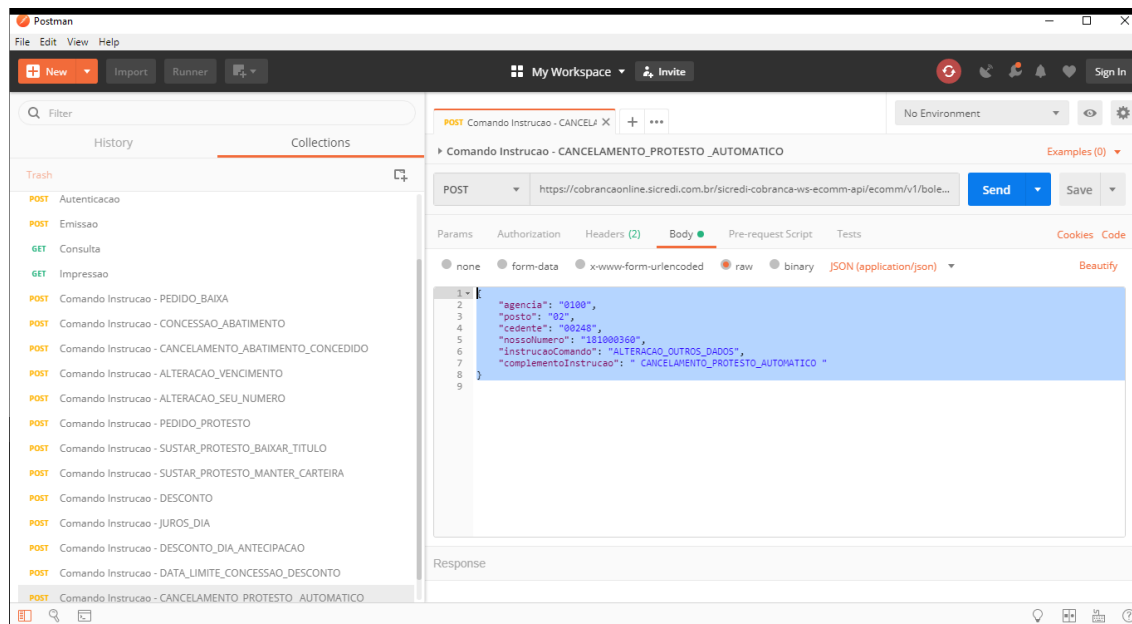 Postman
File Edit View Help
New Import Runner My Workspace Invite Sign In
Filter
History Collections
Trash
POST Autenticacao
POST Emissao
GET Consulta
GET Impressao
POST Comando Instrucao - PEDIDO_BAIXA
POST Comando Instrucao - CONCESSAO_ABATIMENTO
POST Comando Instrucao - CANCELAMENTO_ABATIMENTO_CONCEDIDO
POST Comando Instrucao - ALTERACAO_VENCIMENTO
POST Comando Instrucao - ALTERACAO_SEU_NUMERO
POST Comando Instrucao - PEDIDO_PROTESTO
POST Comando Instrucao - SUSTAR_PROTESTO_BAIXAR_TITULO
POST Comando Instrucao - SUSTAR_PROTESTO_MANTER_CARTEIRA
POST Comando Instrucao - DESCONTO
POST Comando Instrucao - JUROS_DIA
POST Comando Instrucao - DESCONTO_DIA_ANTECIPACAO
POST Comando Instrucao - DATA_LIMITE_CONCESSAO_DESCONTO
POST Comando Instrucao - CANCELAMENTO_PROTESTO _AUTOMATICO
POST Comando Instrucao - CANCELA
No Environment
Comando Instrucao - CANCELAMENTO_PROTESTO _AUTOMATICO Examples (0)
POST https://cobrancaonline.sicredi.com.br/sicredi-cobranca-ws-ecomm-api/ecomm/v1/bole... Send Save
Params Authorization Headers (2) Body Pre-request Script Tests Cookies Code
none form-data x-www-form-urlencoded raw binary JSON (application/json) Beautify
1 {
2 "agencia": "0100",
3 "posto": "02",
4 "cedente": "00248",
5 "nossoNumero": "181000360",
6 "instrucaoComando": "ALTERACAO_OUTROS_DADOS",
7 "complementoInstrucao": " CANCELAMENTO_PROTESTO_AUTOMATICO "
8 }
9
Response